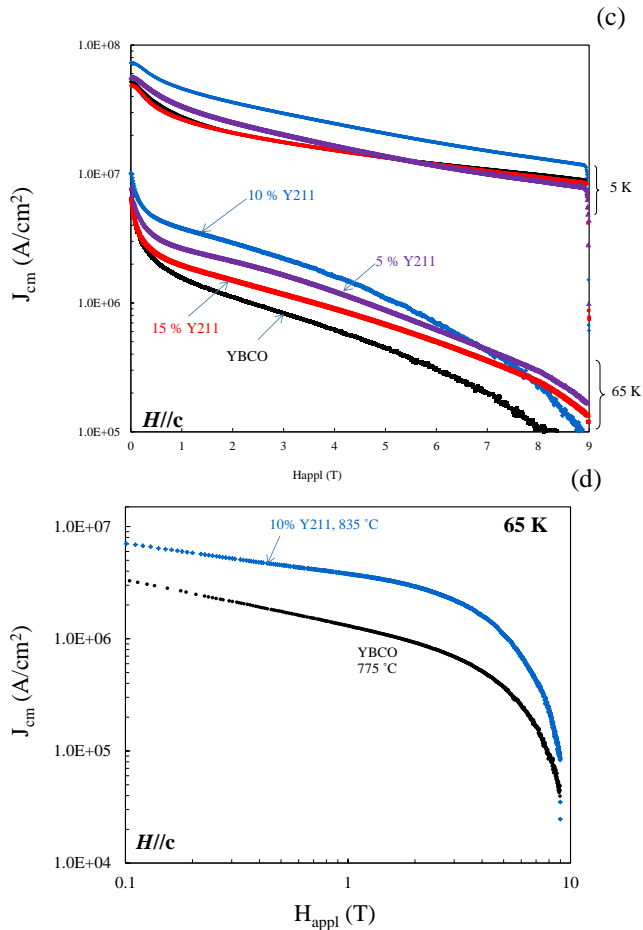 (c)
1.0E+08
1.0E+07
1.0E+06
1.0E+05
J_cm (A/cm²)
5 K
10 % Y211
5 % Y211
15 % Y211
YBCO
65 K
H//c
0 1 2 3 4 5 6 7 8 9
Happl (T)
(d)
1.0E+07
1.0E+06
1.0E+05
1.0E+04
J_cm (A/cm²)
10% Y211, 835 ˚C
65 K
YBCO
775 ˚C
H//c
0.1 1 10
H_appl (T)